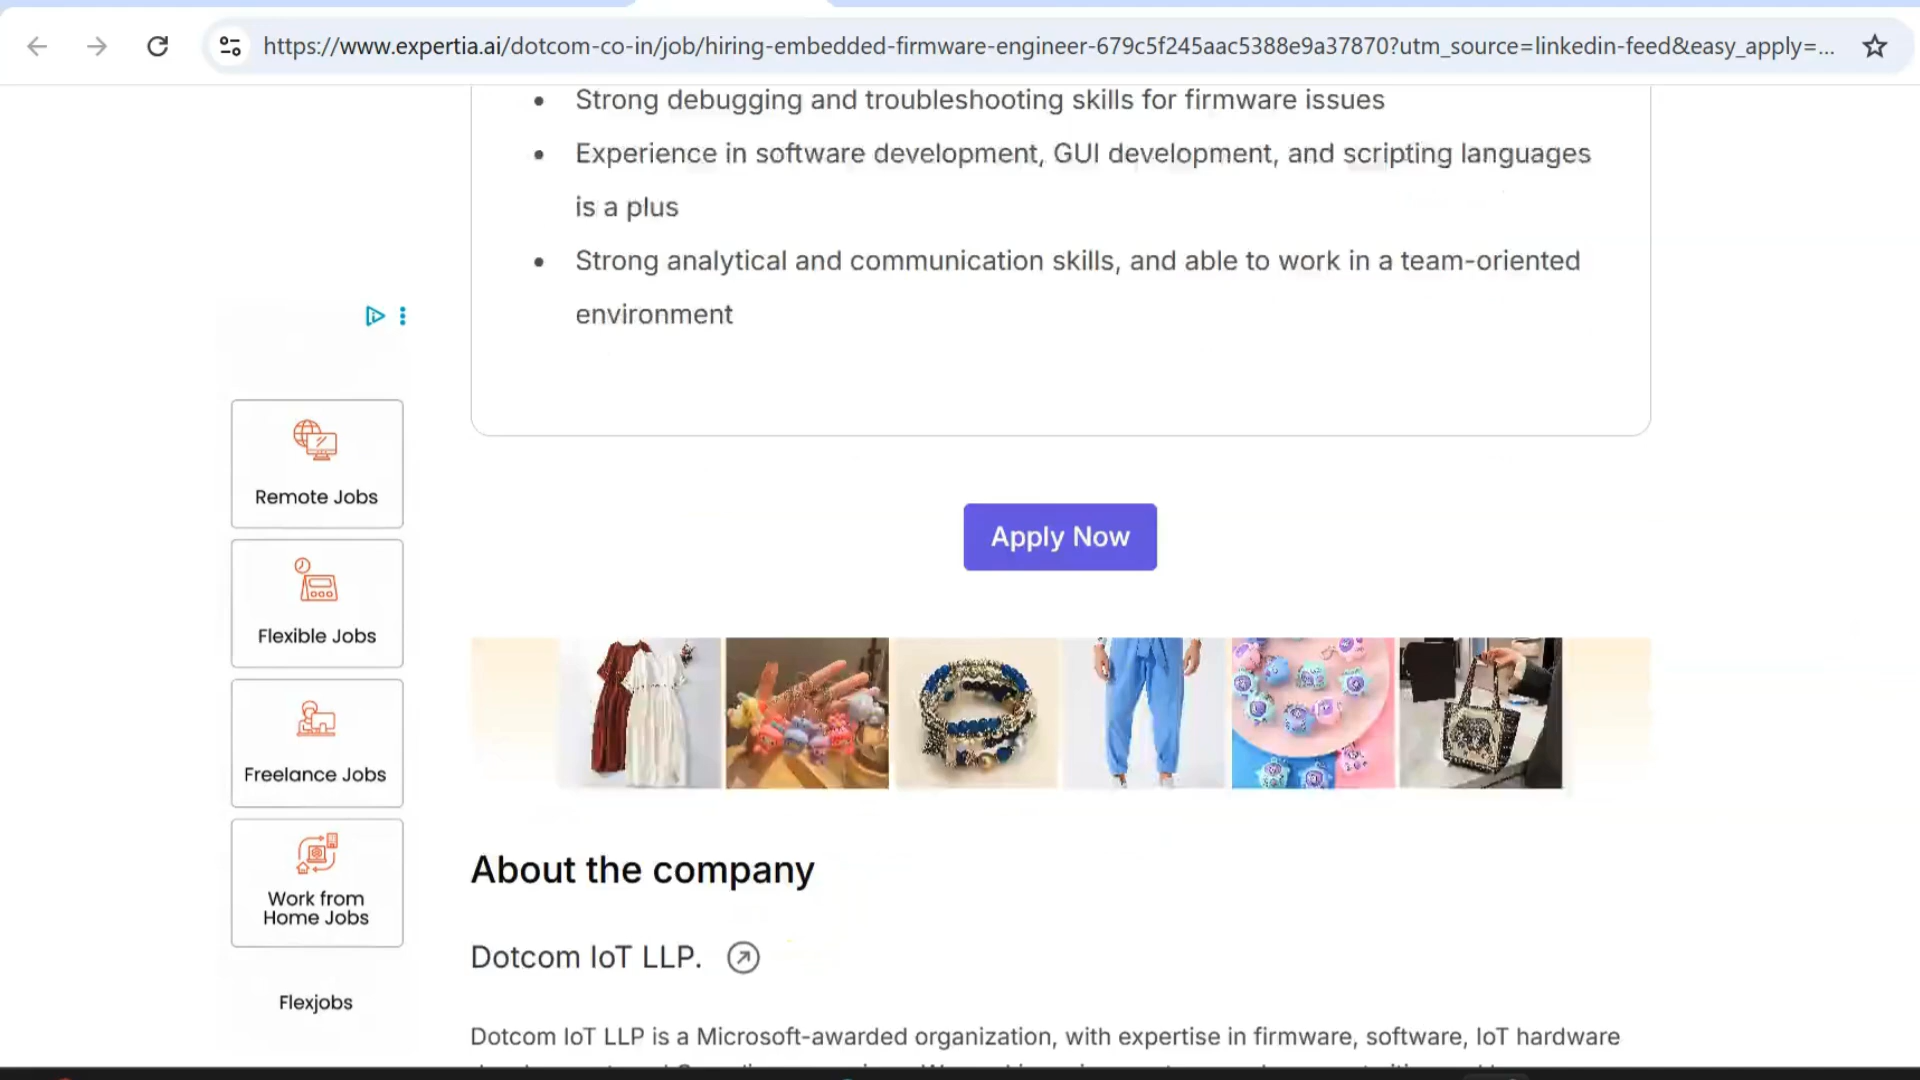 https://www.expertia.ai/dotcom-co-in/job/hiring-embedded-firmware-engineer-679c5f245aac5388e9a37870?utm_source=linkedin-feed&easy_apply=...
Strong debugging and troubleshooting skills for firmware issues
Experience in software development, GUI development, and scripting languages
is a plus
Strong analytical and communication skills, and able to work in a team-oriented
environment
Remote Jobs
Flexible Jobs
Freelance Jobs
Work from
Home Jobs
Flexjobs
Apply Now
About the company
Dotcom IoT LLP.
Dotcom IoT LLP is a Microsoft-awarded organization, with expertise in firmware, software, IoT hardware